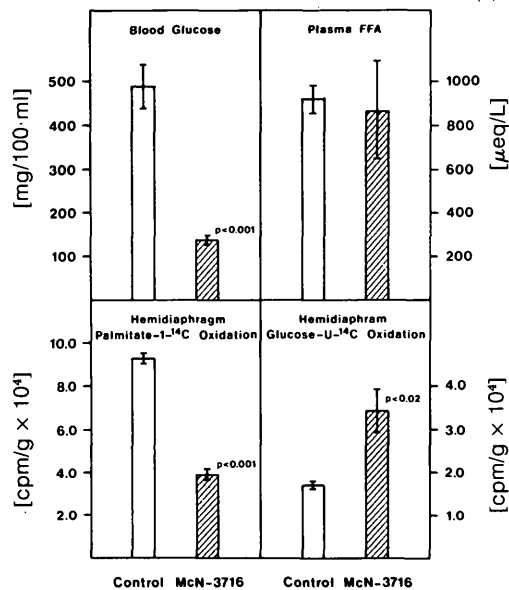 Blood Glucose
Plasma FFA
[mg/100·ml]
500
400
300
200
100
p<0.001
1000
800
600
400
200
[μeq/L]
Hemidiaphragm
Palmitate-1-¹⁴C Oxidation
Hemidiaphram
Glucose-U-¹⁴C Oxidation
[cpm/g × 10⁴]
10.0
8.0
6.0
4.0
2.0
p<0.001
p<0.02
4.0
3.0
2.0
1.0
[cpm/g × 10⁴]
Control McN-3716
Control McN-3716